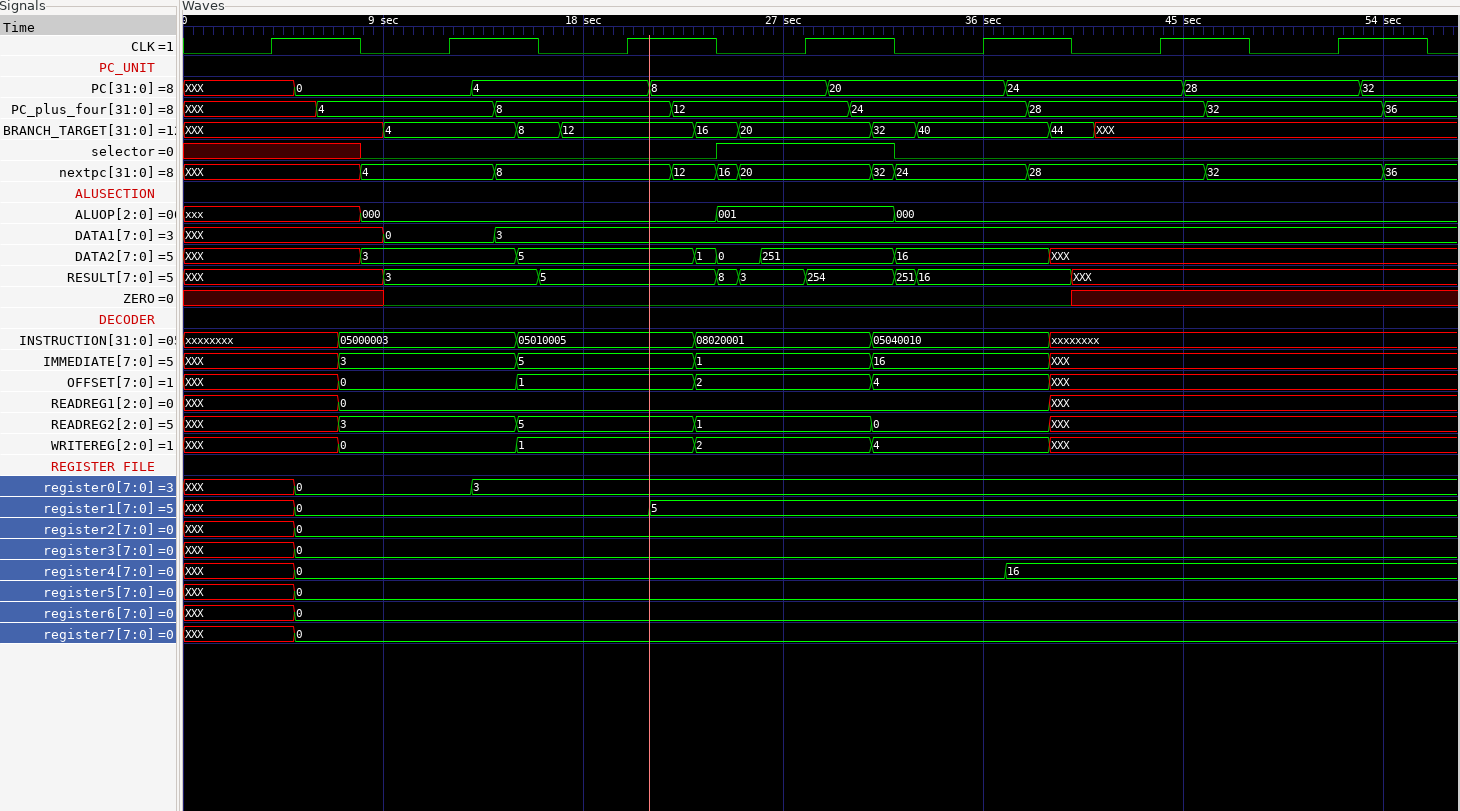 Signals Waves
Time 0 9 sec 18 sec 27 sec 36 sec 45 sec 54 sec
CLK =1
PC_UNIT
PC[31:0] =8 XXX 0 4 8 20 24 28 32
PC_plus_four[31:0] =8 XXX 4 8 12 24 28 32 36
BRANCH_TARGET[31:0] =12 XXX 4 8 12 16 20 32 40 44 XXX
selector =0
nextpc[31:0] =8 XXX 4 8 12 16 20 32 24 28 32 36
ALUSECTION
ALUOP[2:0] =00 xxx 000 001 000
DATA1[7:0] =3 XXX 0 3
DATA2[7:0] =5 XXX 3 5 1 0 251 16 XXX
RESULT[7:0] =5 XXX 3 5 8 3 254 251 16 XXX
ZERO =0
DECODER
INSTRUCTION[31:0] =05 xxxxxxxx 05000003 05010005 08020001 05040010 xxxxxxxx
IMMEDIATE[7:0] =5 XXX 3 5 1 16 XXX
OFFSET[7:0] =1 XXX 0 1 2 4 XXX
READREG1[2:0] =0 XXX 0 XXX
READREG2[2:0] =5 XXX 3 5 1 0 XXX
WRITEREG[2:0] =1 XXX 0 1 2 4 XXX
REGISTER FILE
register0[7:0] =3 XXX 0 3
register1[7:0] =5 XXX 0 5
register2[7:0] =0 XXX 0
register3[7:0] =0 XXX 0
register4[7:0] =0 XXX 0 16
register5[7:0] =0 XXX 0
register6[7:0] =0 XXX 0
register7[7:0] =0 XXX 0